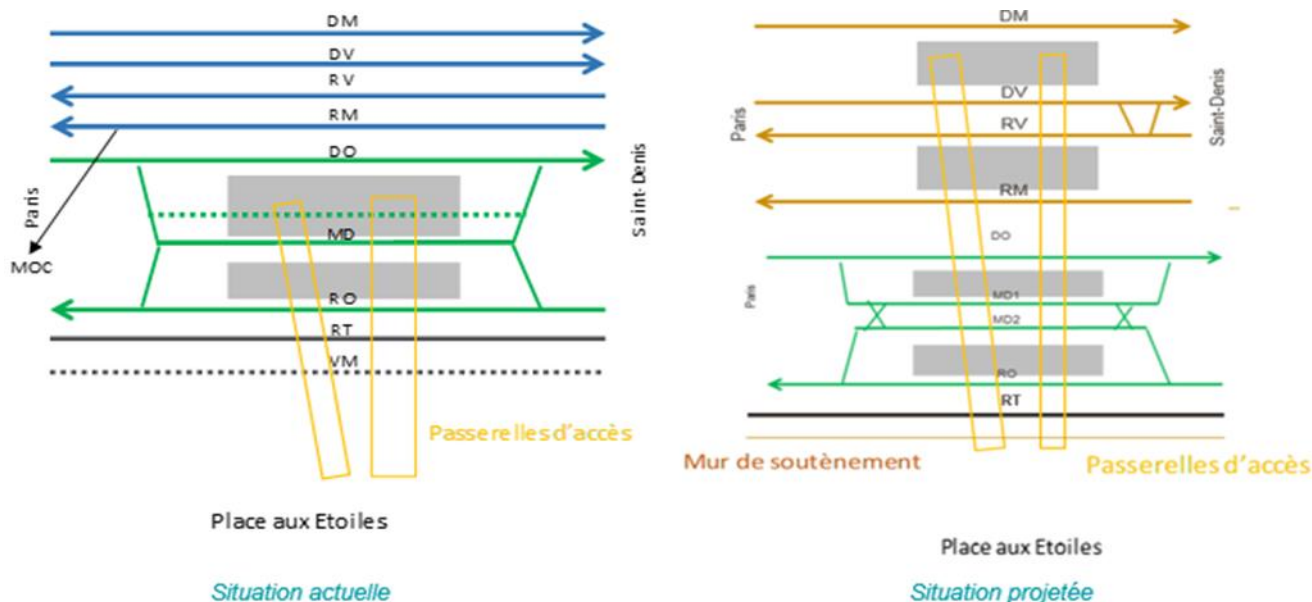 DM
DV
RV
RM
DO
Paris
Saint-Denis
MOC
MD
RO
RT
VM
Passerelles d'accès
Place aux Etoiles
Situation actuelle
DM
DV
Paris
Saint-Denis
RV
RM
DO
Paris
MD1
MD2
RO
RT
Mur de soutènement
Passerelles d'accès
Place aux Etoiles
Situation projetée